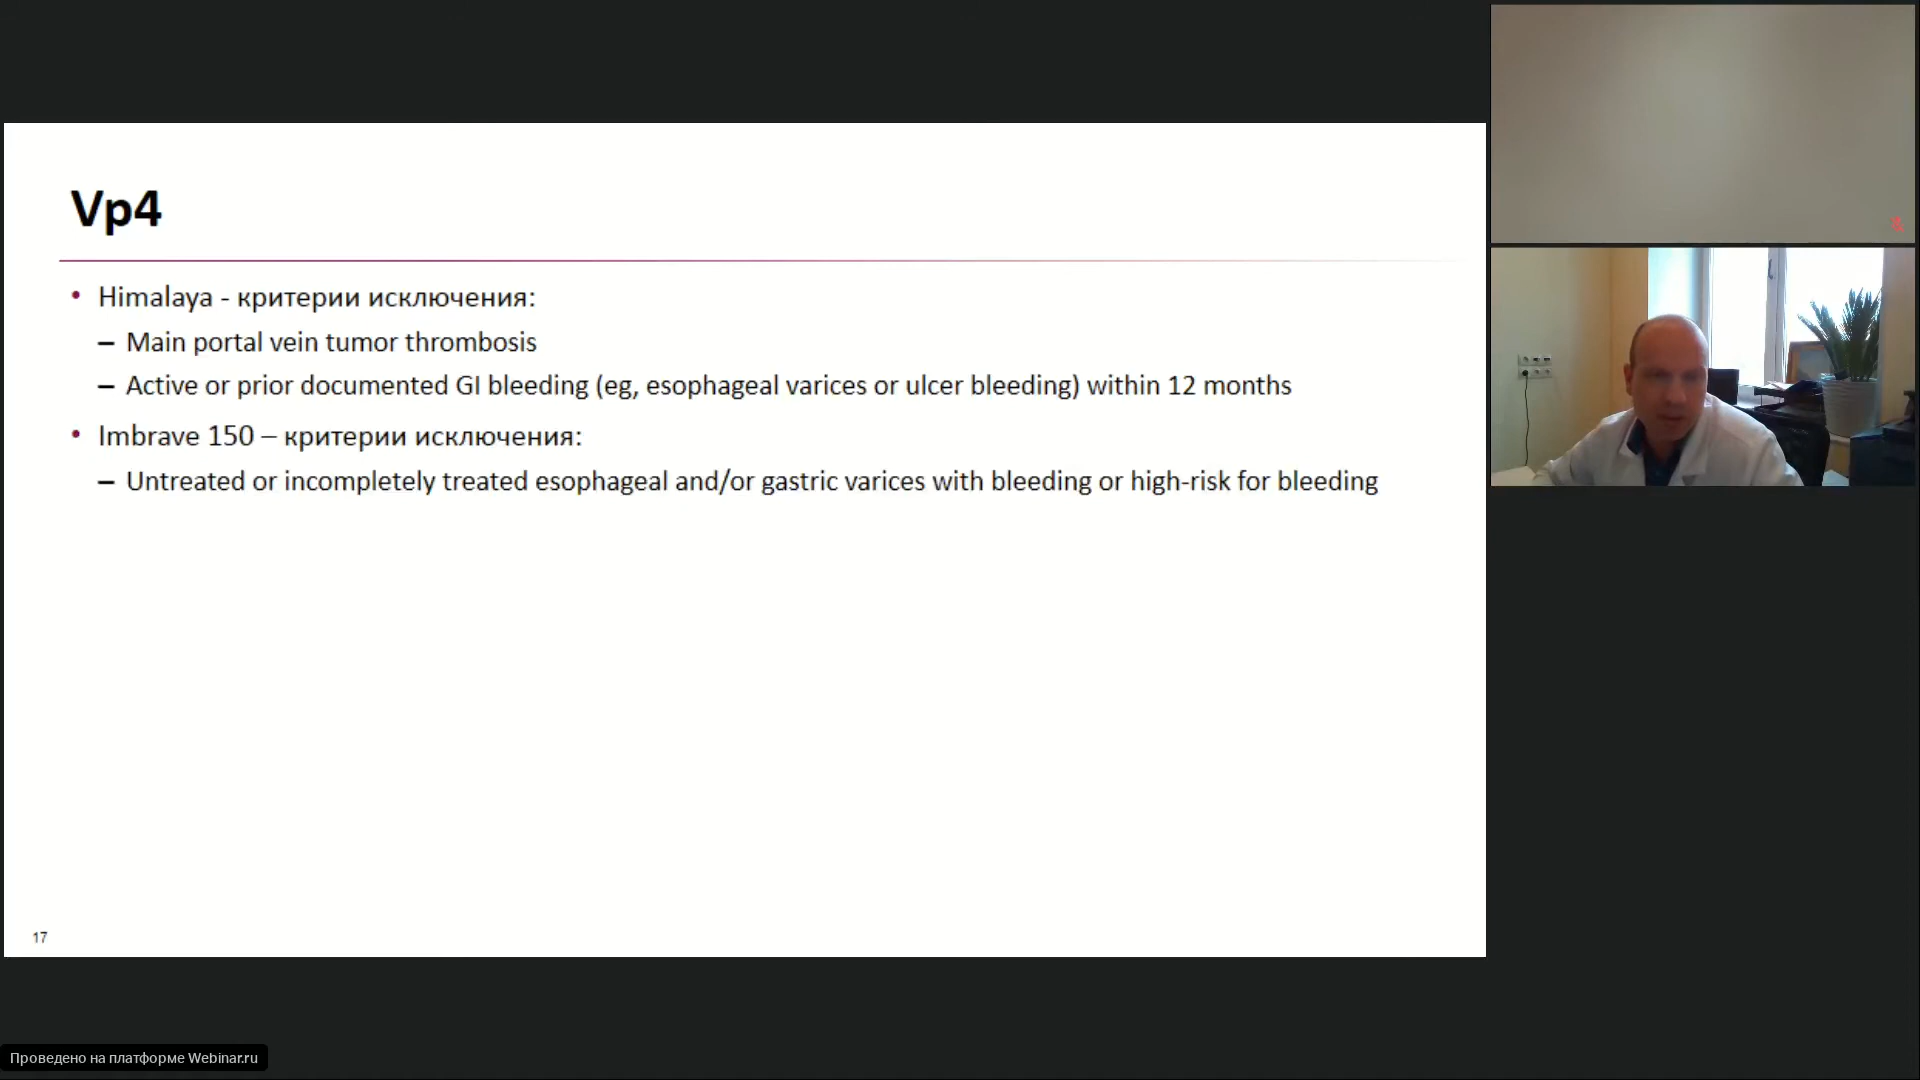 Vp4
• Himalaya - критерии исключения:
– Main portal vein tumor thrombosis
– Active or prior documented GI bleeding (eg, esophageal varices or ulcer bleeding) within 12 months
• Imbrave 150 – критерии исключения:
– Untreated or incompletely treated esophageal and/or gastric varices with bleeding or high-risk for bleeding
17
Проведено на платформе Webinar.ru